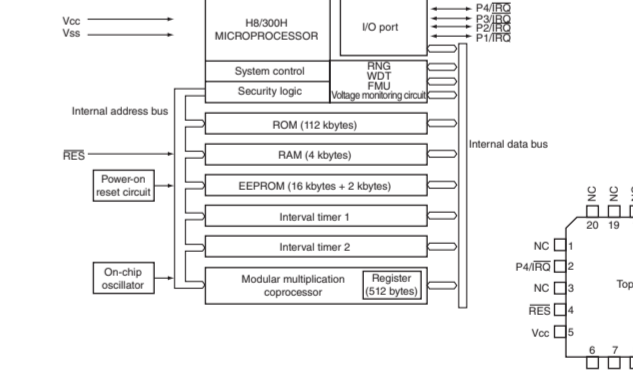 P4/IRQ
P3/IRQ
P2/IRQ
P1/IRQ
Vcc
Vss
H8/300H
MICROPROCESSOR
I/O port
System control
Security logic
RNG
WDT
FMU
Voltage monitoring circuit
Internal address bus
Internal data bus
ROM (112 kbytes)
RES
RAM (4 kbytes)
Power-on
reset circuit
EEPROM (16 kbytes + 2 kbytes)
Interval timer 1
Interval timer 2
On-chip
oscillator
Modular multiplication
coprocessor
Register
(512 bytes)
NC NC
20 19
NC 1
P4/IRQ 2
NC 3
RES 4
Vcc 5
6 7
Top